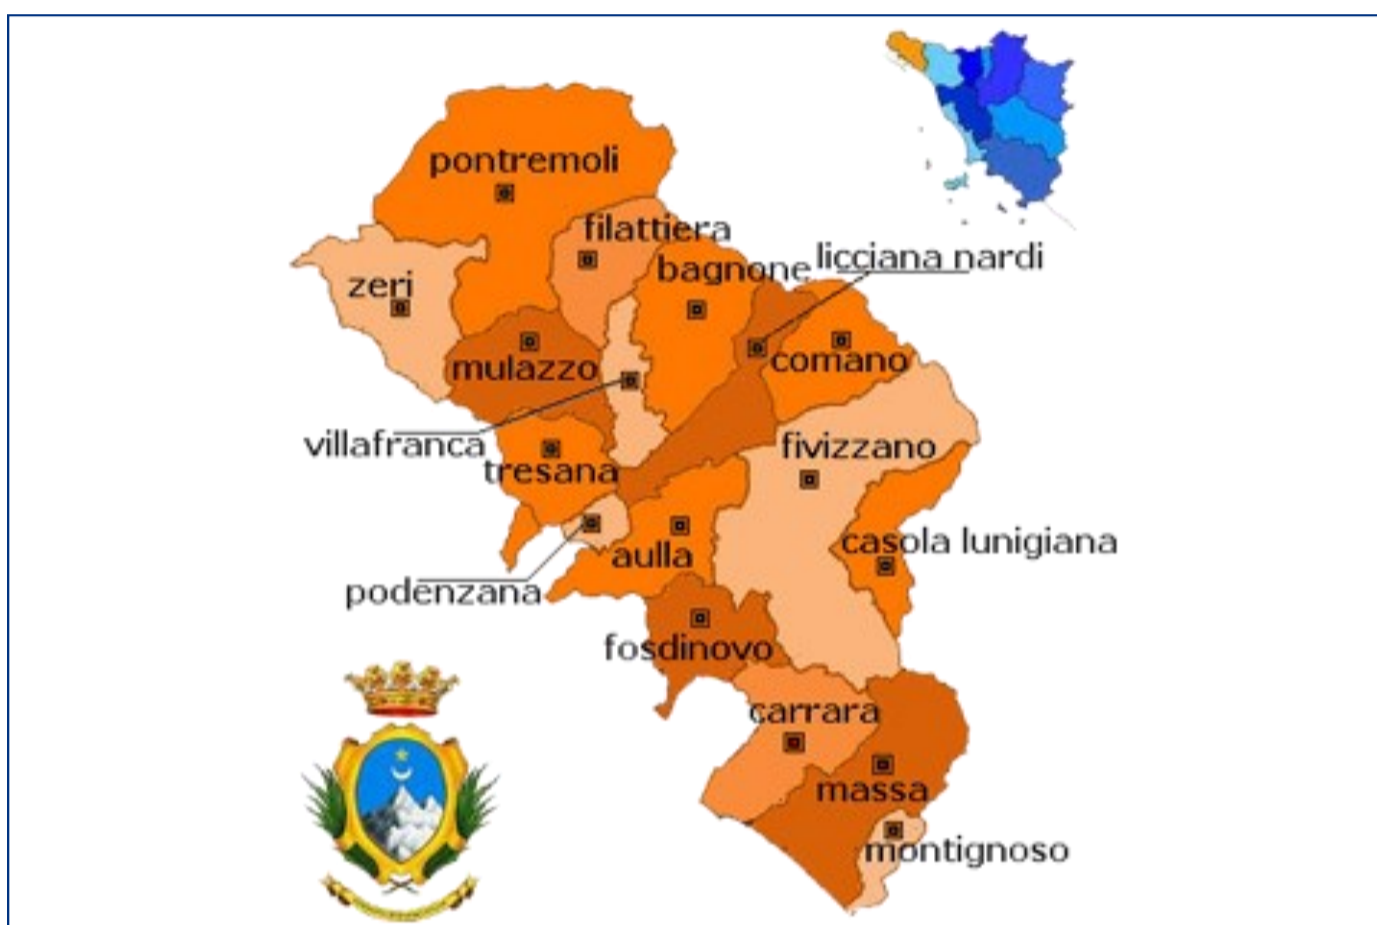 pontremoli
filattiera
licciana nardi
bagnone
zeri
comano
mulazzo
villafranca
fivizzano
tresana
casola lunigiana
aulla
podenzana
fosdinovo
carrara
massa
montignoso